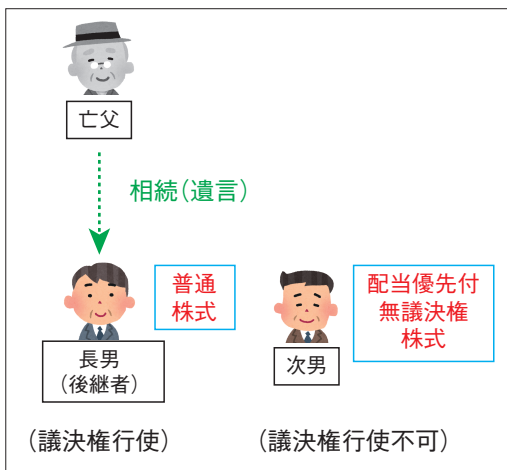 亡父
相続（遺言）
普通
株式
配当優先付
無議決権
株式
長男
（後継者）
次男
（議決権行使）
（議決権行使不可）